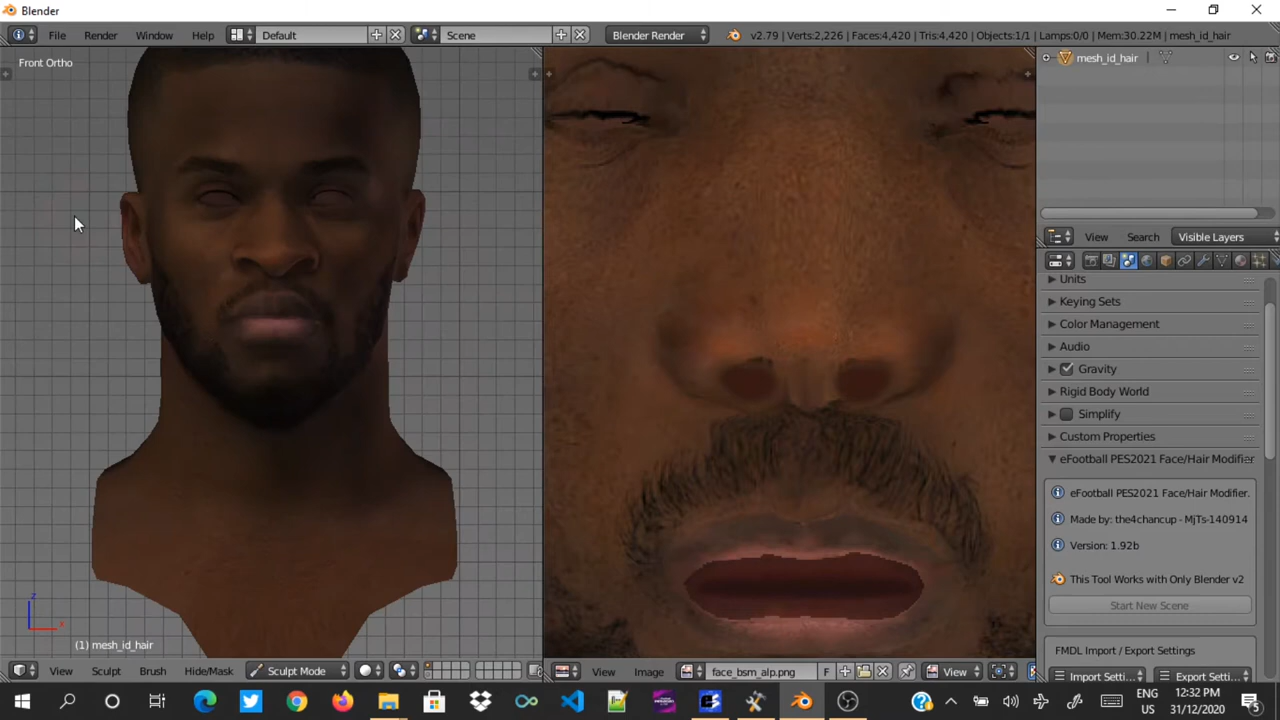 Blender
File Render Window Help Default Scene Blender Render v2.79 | Verts:2,226 | Faces:4,420 | Tris:4,420 | Objects:1/1 | Lamps:0/0 | Mem:30.22M | mesh_id_hair
Front Ortho
mesh_id_hair
View Search Visible Layers
Units
Keying Sets
Color Management
Audio
Gravity
Rigid Body World
Simplify
Custom Properties
eFootball PES2021 Face/Hair Modifier
eFootball PES2021 Face/Hair Modifier.
Made by: the4chancup - MjTs-140914
Version: 1.92b
This Tool Works with Only Blender v2
Start New Scene
FMDL Import / Export Settings
Import Setti... Export Settin...
z
x
(1) mesh_id_hair
View Sculpt Brush Hide/Mask Sculpt Mode
View Image face_bsm_alp.png F View
ENG 12:32 PM
US 31/12/2020
5